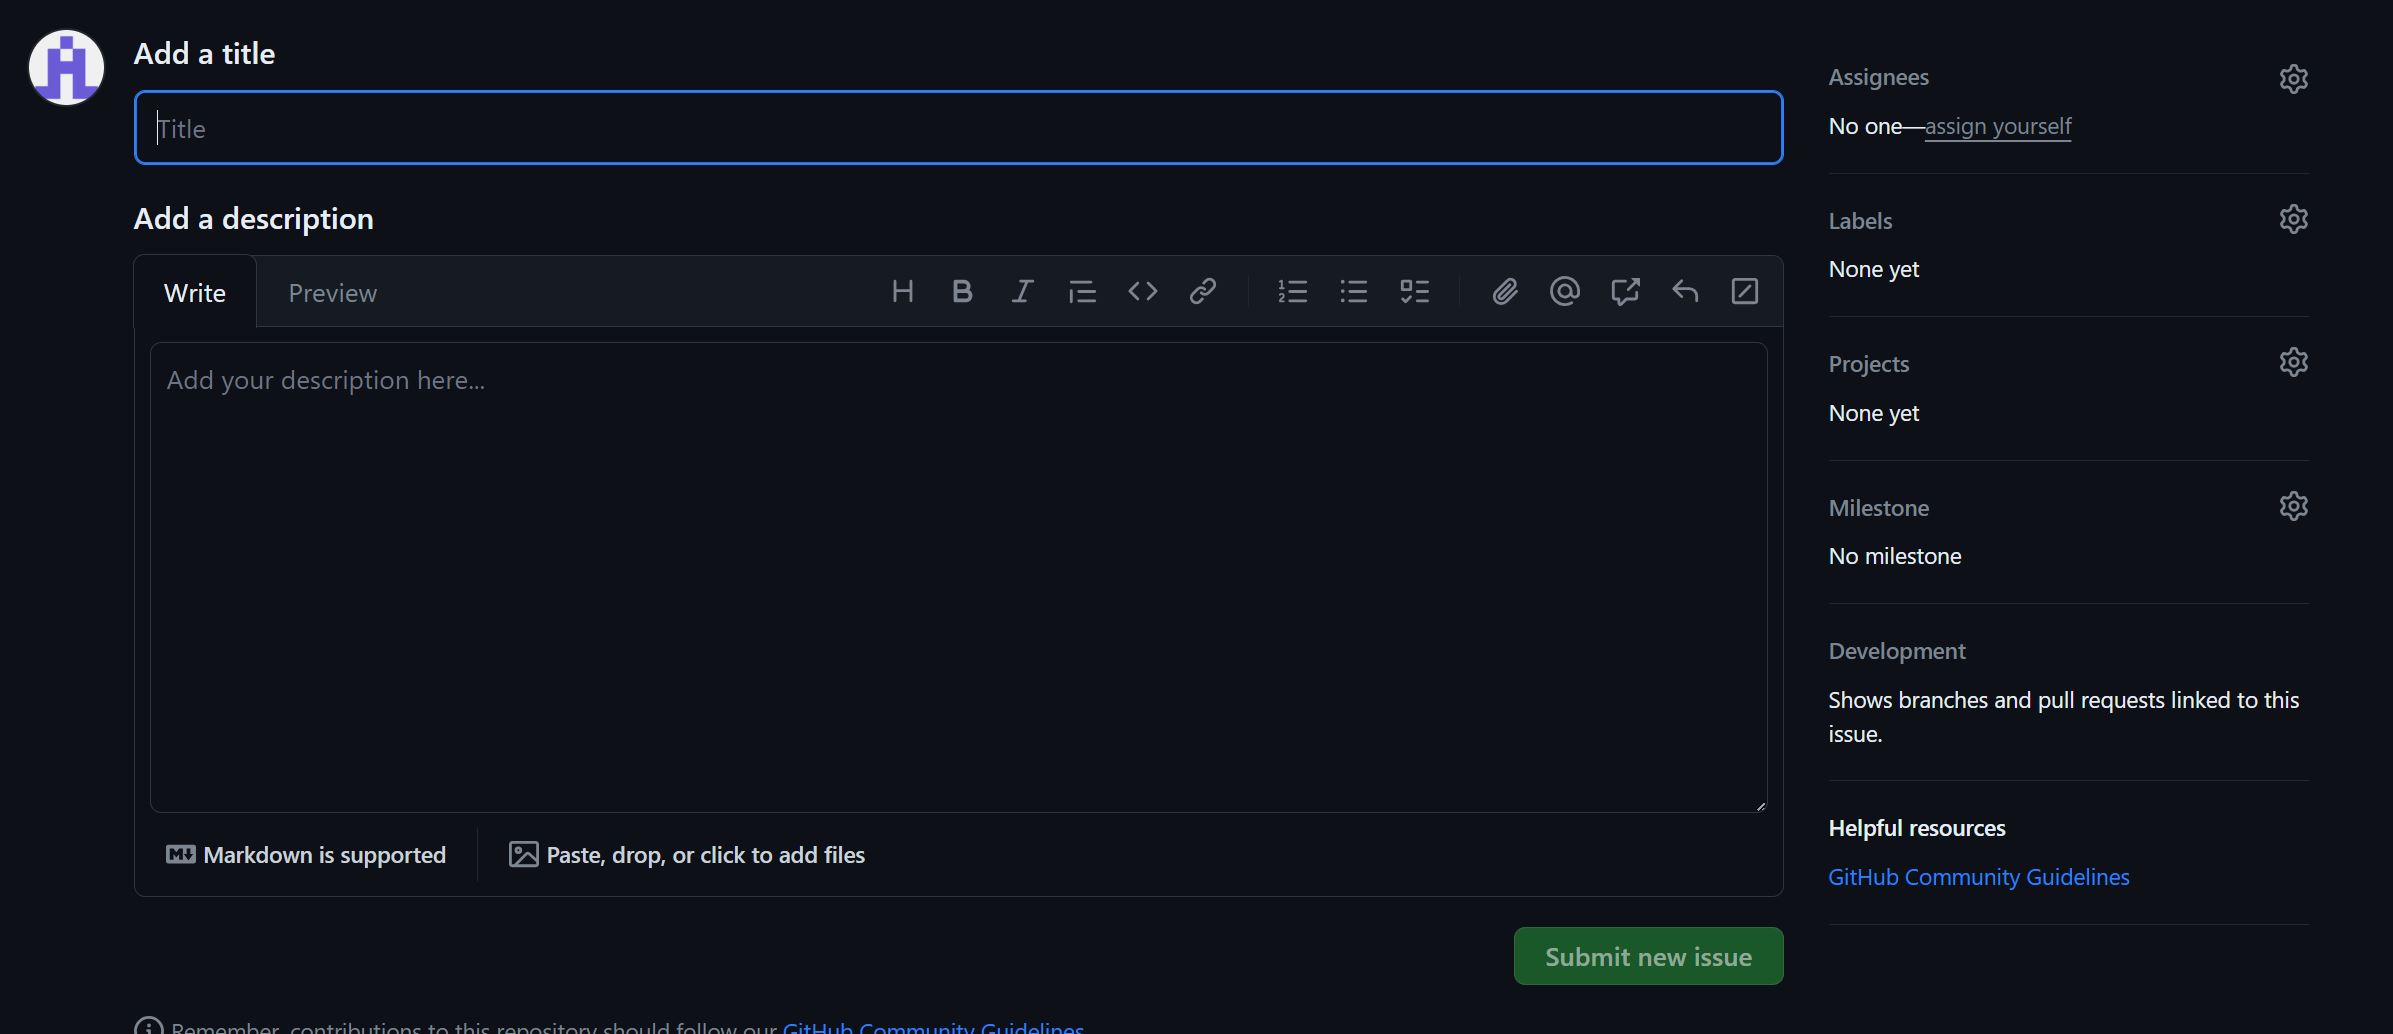 Add a title
Title
Add a description
Write
Preview
Add your description here...
Markdown is supported
Paste, drop, or click to add files
Submit new issue
Remember, contributions to this repository should follow our GitHub Community Guidelines
Assignees
No one—assign yourself
Labels
None yet
Projects
None yet
Milestone
No milestone
Development
Shows branches and pull requests linked to this
issue.
Helpful resources
GitHub Community Guidelines